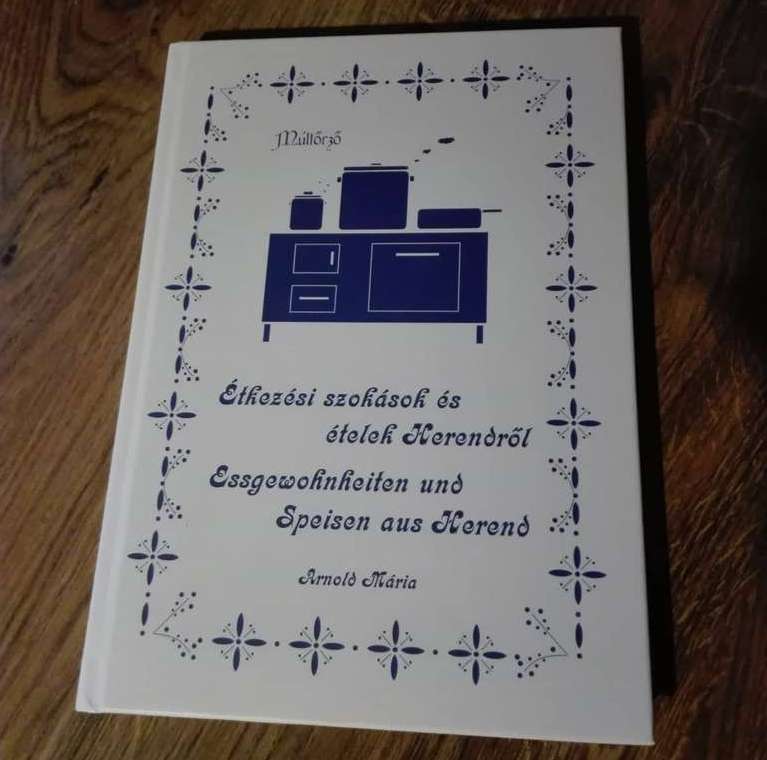 Múltőrző
Étkezési szokások és
ételek Herendről
Essgewohnheiten und
Speisen aus Herend
Arnold Mária